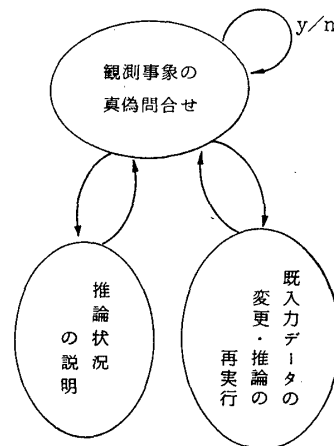 y/n
観測事象の
真偽問合せ
推論状況
の説明
既入力データの
変更・推論の
再実行